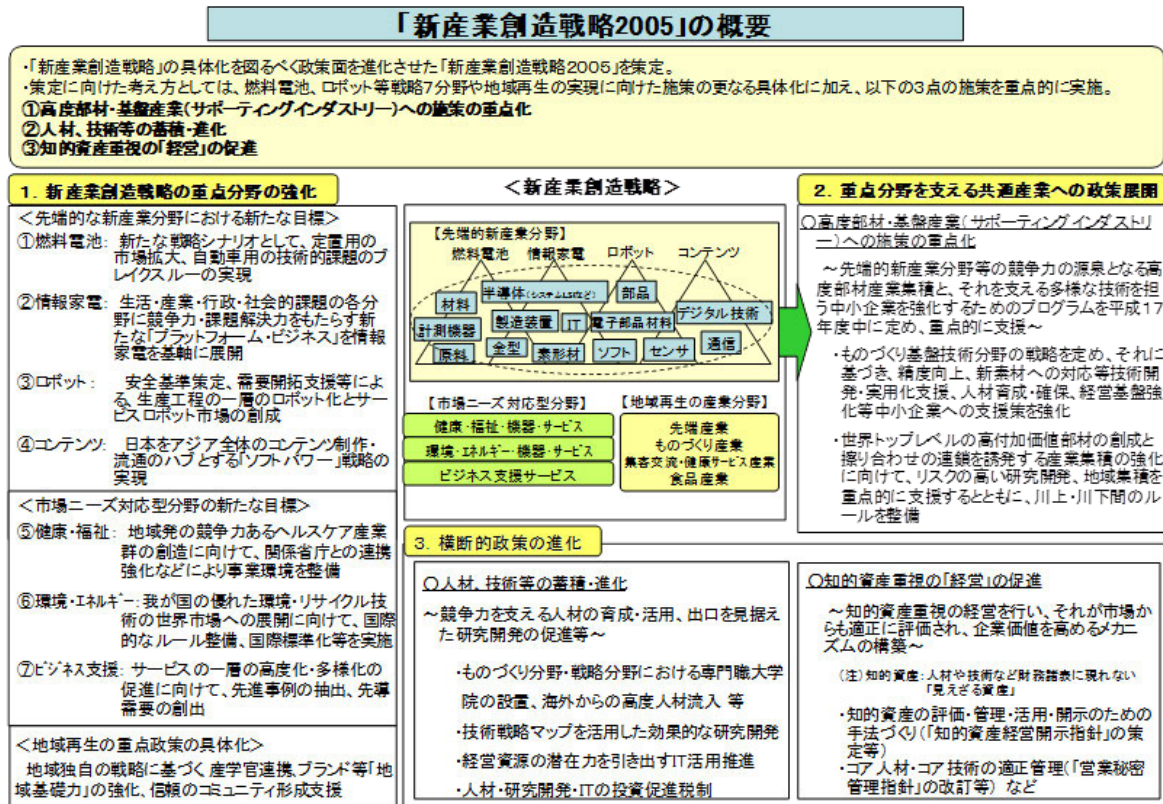 「新産業創造戦略2005」の概要
・「新産業創造戦略」の具体化を図るべく政策面を進化させた「新産業創造戦略2005」を策定。
・策定に向けた考え方としては、燃料電池、ロボット等戦略7分野や地域再生の実現に向けた施策の更なる具体化に加え、以下の3点の施策を重点的に実施。
①高度部材・基盤産業(サポーティングインダストリー)への施策の重点化
②人材、技術等の蓄積・進化
③知的資産重視の「経営」の促進
1. 新産業創造戦略の重点分野の強化
<先端的な新産業分野における新たな目標>
①燃料電池: 新たな戦略シナリオとして、定置用の
市場拡大、自動車用の技術的課題のブ
レイクスルーの実現
②情報家電: 生活・産業・行政・社会的課題の各分
野に競争力・課題解決力をもたらす新
たな「プラットフォーム・ビジネス」を情報
家電を基軸に展開
③ロボット: 安全基準策定、需要開拓支援等によ
る、生産工程の一層のロボット化とサー
ビスロボット市場の創成
④コンテンツ: 日本をアジア全体のコンテンツ制作・
流通のハブとする「ソフトパワー」戦略の
実現
<市場ニーズ対応型分野の新たな目標>
⑤健康・福祉: 地域発の競争力あるヘルスケア産業
群の創造に向けて、関係省庁との連携
強化などにより事業環境を整備
⑥環境・エネルギー:我が国の優れた環境・リサイクル技
術の世界市場への展開に向けて、国際
的なルール整備、国際標準化等を実施
⑦ビジネス支援: サービスの一層の高度化・多様化の
促進に向けて、先進事例の抽出、先導
需要の創出
<地域再生の重点政策の具体化>
地域独自の戦略に基づく産学官連携、ブランド等「地
域基礎力」の強化、信頼のコミュニティ形成支援
<新産業創造戦略>
【先端的新産業分野】
燃料電池 情報家電 ロボット コンテンツ
材料 半導体(システムLSIなど) 部品
計測機器 製造装置 IT 電子部品材料 デジタル技術
原料 金型 素形材 ソフト センサ 通信
【市場ニーズ対応型分野】
健康・福祉・機器・サービス
環境・エネルギー・機器・サービス
ビジネス支援サービス
【地域再生の産業分野】
先端産業
ものづくり産業
集客交流・健康サービス産業
食品産業
2. 重点分野を支える共通産業への政策展開
○高度部材・基盤産業(サポーティングインダストリ
ー)への施策の重点化
~先端的新産業分野等の競争力の源泉となる高
度部材産業集積と、それを支える多様な技術を担
う中小企業を強化するためのプログラムを平成17
年度中に定め、重点的に支援~
・ものづくり基盤技術分野の戦略を定め、それに
基づき、精度向上、新素材への対応等技術開
発・実用化支援、人材育成・確保、経営基盤強
化等中小企業への支援策を強化
・世界トップレベルの高付加価値部材の創成と
擦り合わせの連鎖を誘発する産業集積の強化
に向けて、リスクの高い研究開発、地域集積を
重点的に支援するとともに、川上・川下間のル
ールを整備
3. 横断的政策の進化
○人材、技術等の蓄積・進化
~競争力を支える人材の育成・活用、出口を見据え
た研究開発の促進等~
・ものづくり分野・戦略分野における専門職大学
院の設置、海外からの高度人材流入 等
・技術戦略マップを活用した効果的な研究開発
・経営資源の潜在力を引き出すIT活用推進
・人材・研究開発・ITの投資促進税制
○知的資産重視の「経営」の促進
~知的資産重視の経営を行い、それが市場か
らも適正に評価され、企業価値を高めるメカニ
ズムの構築~
(注)知的資産:人材や技術など財務諸表に現れない
「見えざる資産」
・知的資産の評価・管理・活用・開示のための
手法づくり(「知的資産経営開示指針」の策
定等)
・コア人材・コア技術の適正管理(「営業秘密
管理指針」の改訂等) など